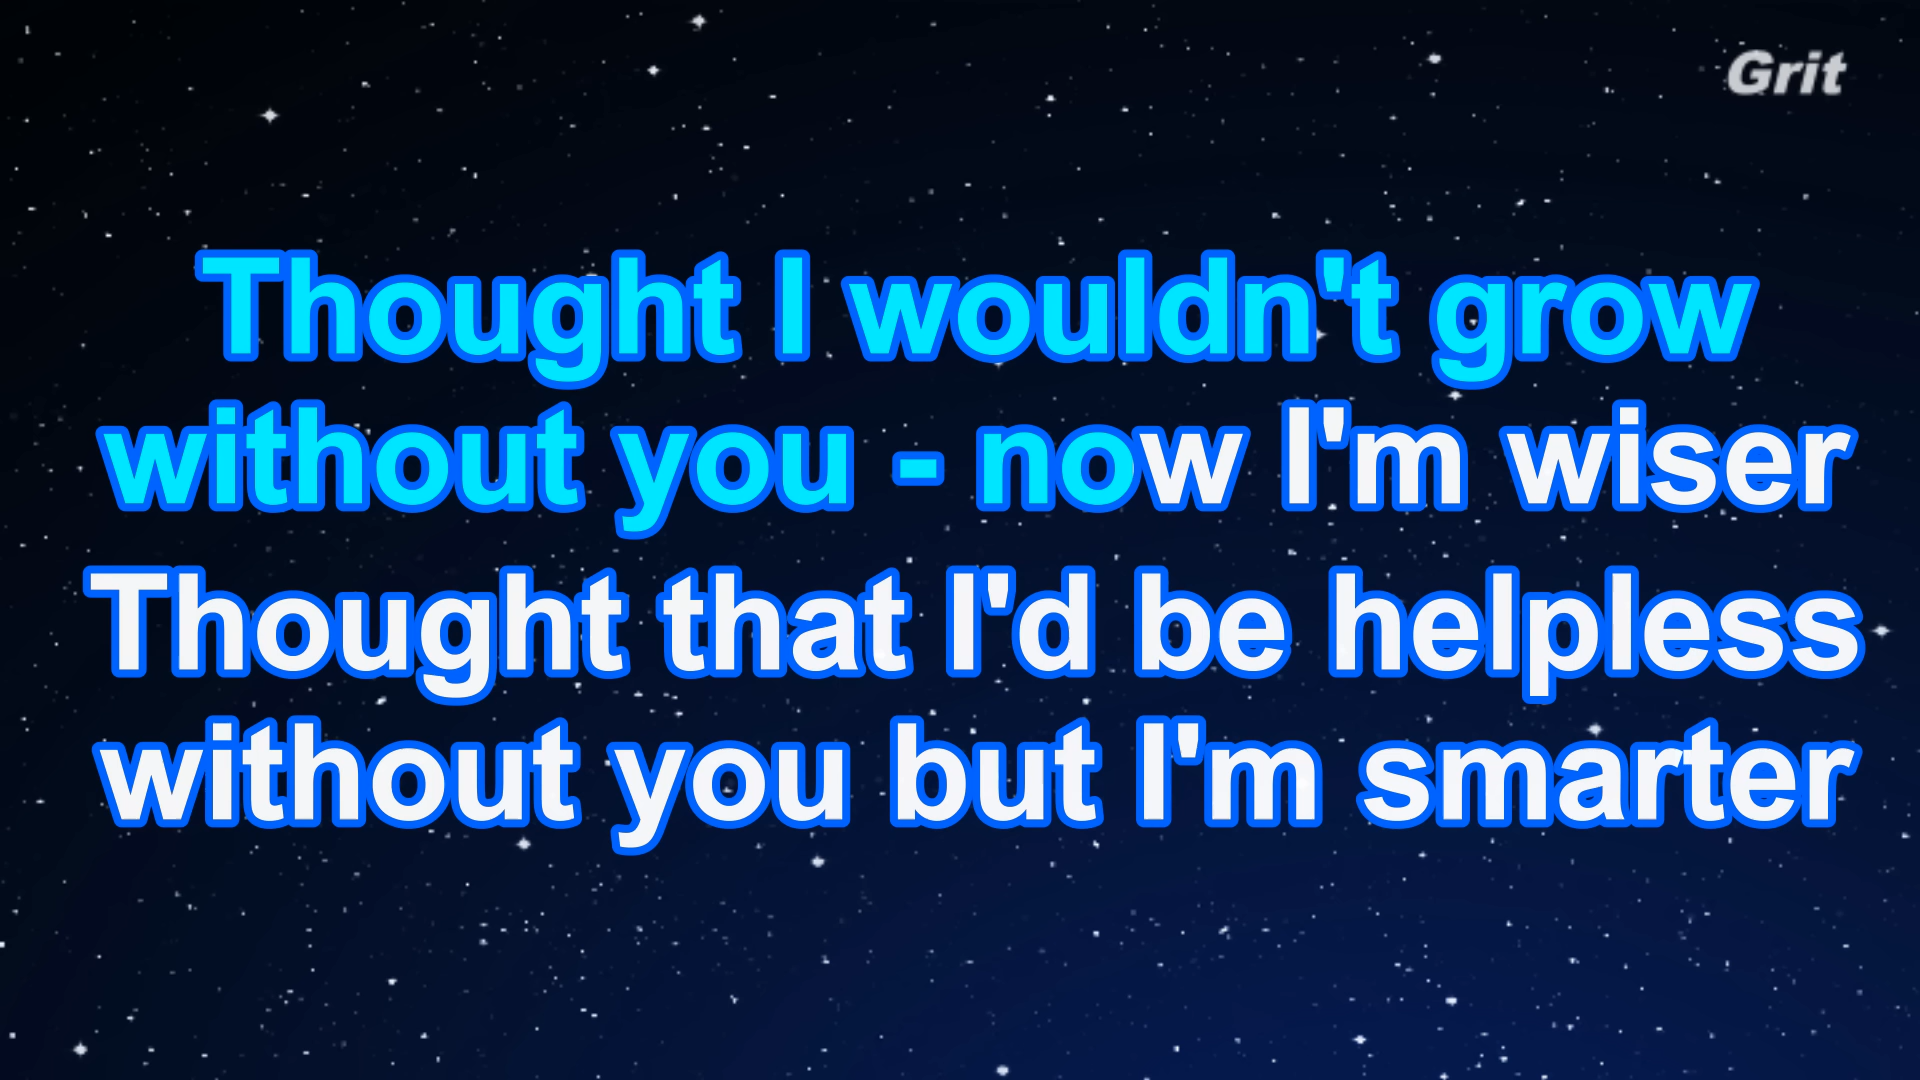 Grit
Thought I wouldn't grow
without you - now I'm wiser
Thought that I'd be helpless
without you but I'm smarter